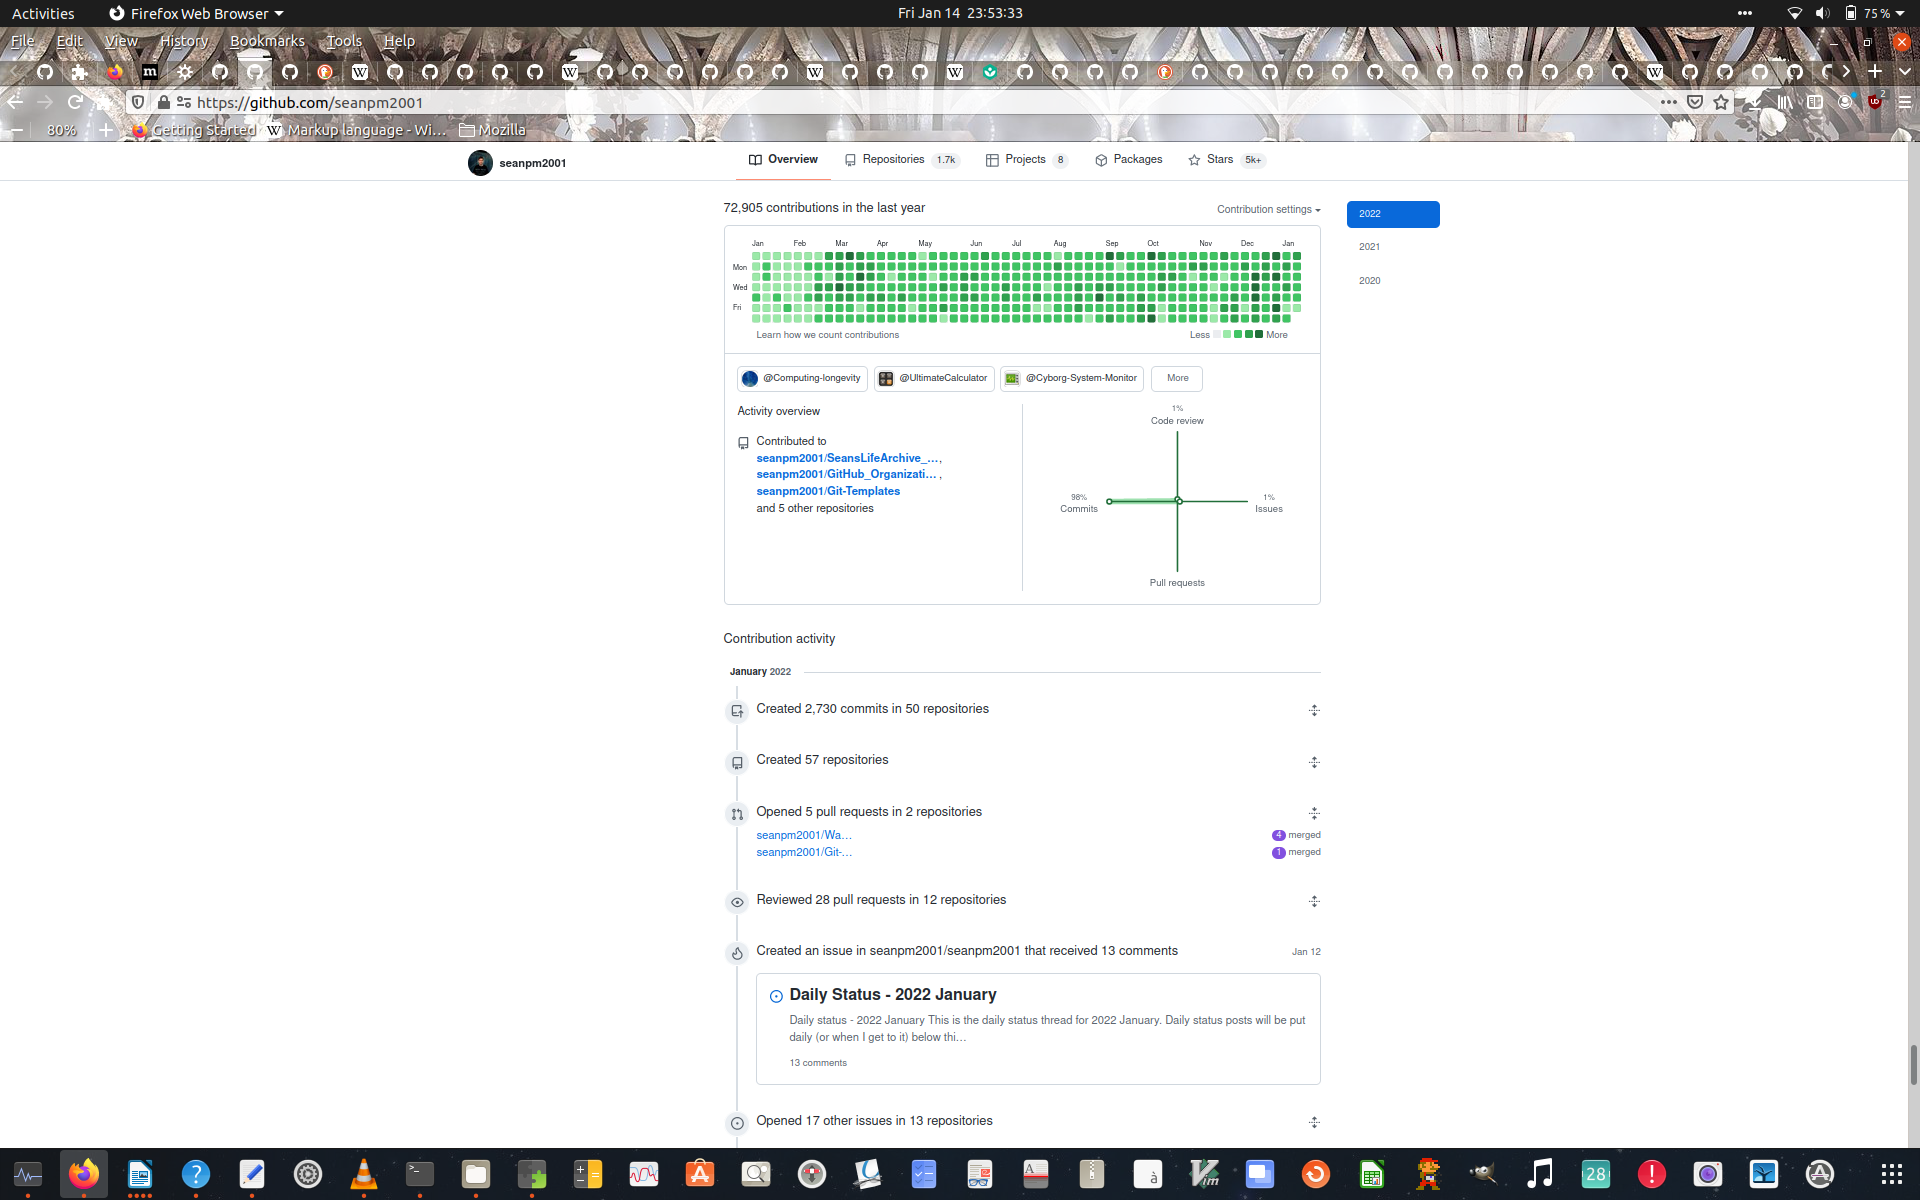 Activities
Firefox Web Browser
Fri Jan 14 23:53:33
75 %
File Edit View History Bookmarks Tools Help
https://github.com/seanpm2001
2
80%
Getting Started
Markup language - Wi…
Mozilla
seanpm2001
Overview
Repositories 1.7k
Projects 8
Packages
Stars 5k+
72,905 contributions in the last year
Contribution settings
2022
2021
2020
Jan Feb Mar Apr May Jun Jul Aug Sep Oct Nov Dec Jan
Mon
Wed
Fri
Learn how we count contributions
Less More
@Computing-longevity
@UltimateCalculator
@Cyborg-System-Monitor
More
Activity overview
Contributed to
seanpm2001/SeansLifeArchive_…,
seanpm2001/GitHub_Organizati… ,
seanpm2001/Git-Templates
and 5 other repositories
1%
Code review
98%
Commits
1%
Issues
Pull requests
Contribution activity
January 2022
Created 2,730 commits in 50 repositories
Created 57 repositories
Opened 5 pull requests in 2 repositories
seanpm2001/Wa… 4 merged
seanpm2001/Git-… 1 merged
Reviewed 28 pull requests in 12 repositories
Created an issue in seanpm2001/seanpm2001 that received 13 comments
Jan 12
Daily Status - 2022 January
Daily status - 2022 January This is the daily status thread for 2022 January. Daily status posts will be put
daily (or when I get to it) below thi…
13 comments
Opened 17 other issues in 13 repositories
28